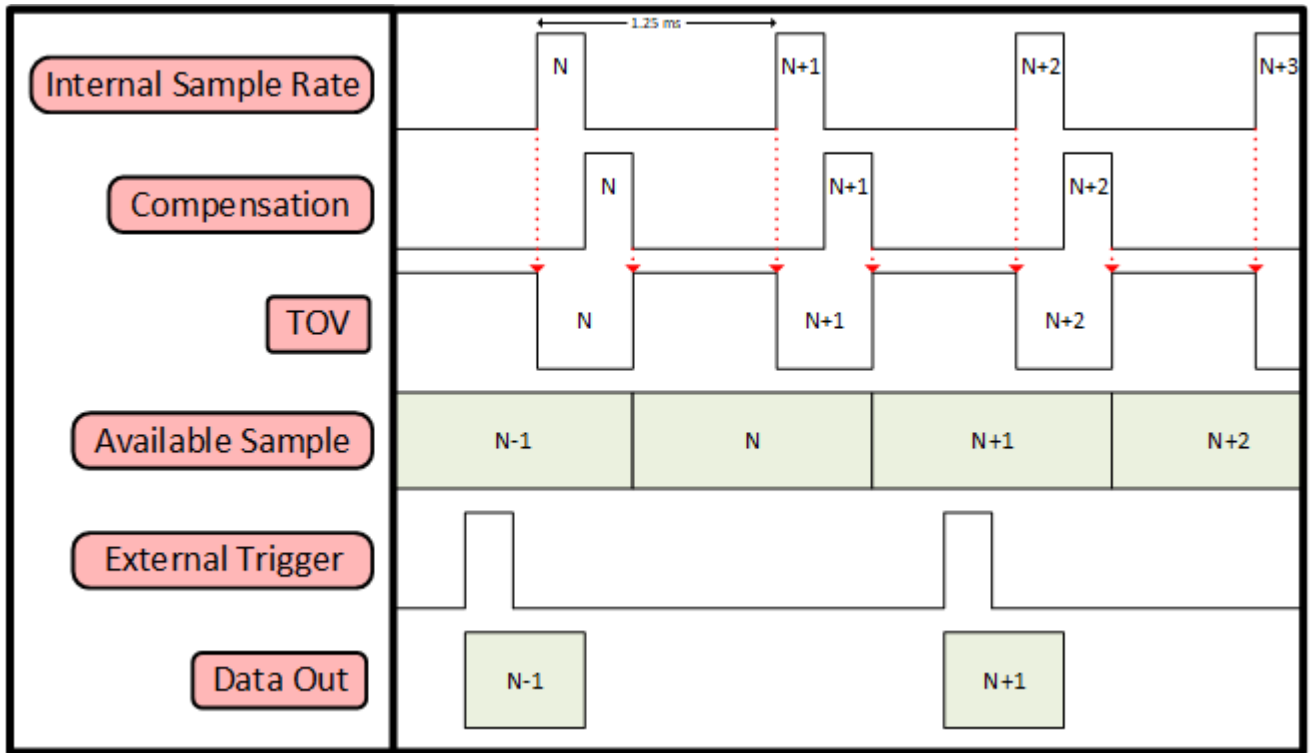 1.25 ms
Internal Sample Rate N N+1 N+2 N+3
Compensation N N+1 N+2
TOV N N+1 N+2
Available Sample N-1 N N+1 N+2
External Trigger
Data Out N-1 N+1